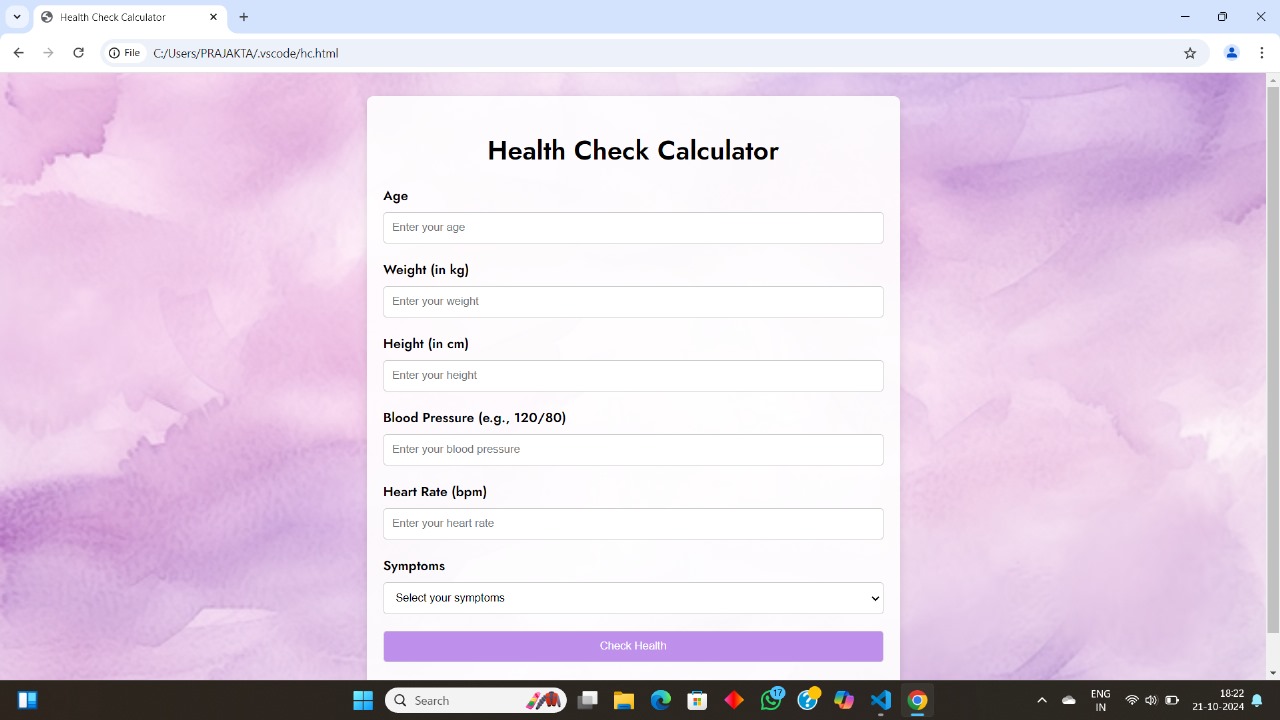 Health Check Calculator
File
C:/Users/PRAJAKTA/.vscode/hc.html
Health Check Calculator
Age
Enter your age
Weight (in kg)
Enter your weight
Height (in cm)
Enter your height
Blood Pressure (e.g., 120/80)
Enter your blood pressure
Heart Rate (bpm)
Enter your heart rate
Symptoms
Select your symptoms
Check Health
Search
17
ENG
IN
18:22
21-10-2024